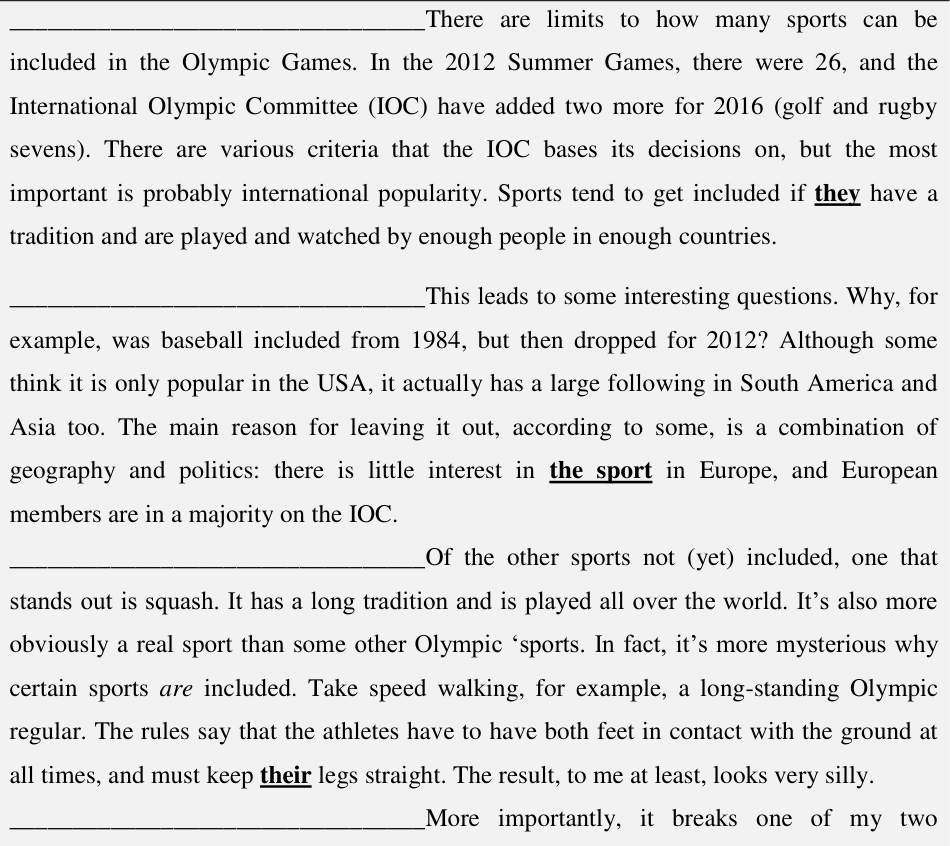 _________________________________There are limits to how many sports can be
included in the Olympic Games. In the 2012 Summer Games, there were 26, and the
International Olympic Committee (IOC) have added two more for 2016 (golf and rugby
sevens). There are various criteria that the IOC bases its decisions on, but the most
important is probably international popularity. Sports tend to get included if they have a
tradition and are played and watched by enough people in enough countries.
_________________________________This leads to some interesting questions. Why, for
example, was baseball included from 1984, but then dropped for 2012? Although some
think it is only popular in the USA, it actually has a large following in South America and
Asia too. The main reason for leaving it out, according to some, is a combination of
geography and politics: there is little interest in the sport in Europe, and European
members are in a majority on the IOC.
_________________________________Of the other sports not (yet) included, one that
stands out is squash. It has a long tradition and is played all over the world. It’s also more
obviously a real sport than some other Olympic ‘sports. In fact, it’s more mysterious why
certain sports are included. Take speed walking, for example, a long-standing Olympic
regular. The rules say that the athletes have to have both feet in contact with the ground at
all times, and must keep their legs straight. The result, to me at least, looks very silly.
_________________________________More importantly, it breaks one of my two